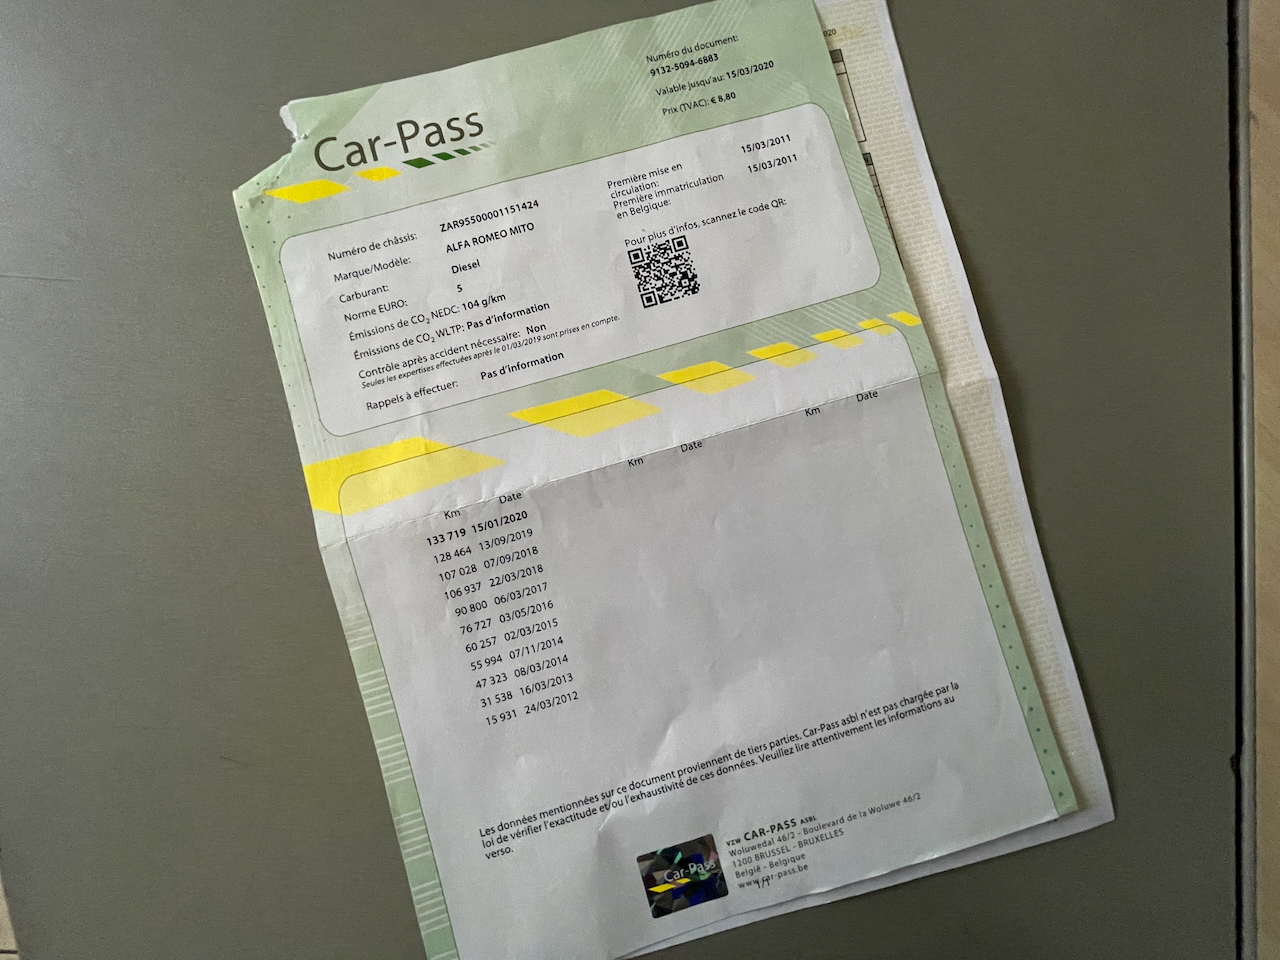 Numéro du document:
9132-5094-6883
Valable jusqu'au: 15/03/2020
Prix (TVAC): € 8,80
Car-Pass
Numéro de châssis: ZAR95500001151424
Marque/Modèle: ALFA ROMEO MITO
Carburant: Diesel
Norme EURO: 5
Émissions de CO2 NEDC: 104 g/km
Émissions de CO2 WLTP: Pas d'information
Contrôle après accident nécessaire: Non
Seules les expertises effectuées après le 01/03/2019 sont prises en compte.
Rappels à effectuer: Pas d'information
Première mise en
circulation: 15/03/2011
Première immatriculation
en Belgique: 15/03/2011
Pour plus d'infos, scannez le code QR:
Km Date Km Date Km Date
133 719 15/01/2020
128 464 13/09/2019
107 028 07/09/2018
106 937 22/03/2018
90 800 06/03/2017
76 727 03/05/2016
60 257 02/03/2015
55 994 07/11/2014
47 323 08/03/2014
31 538 16/03/2013
15 931 24/03/2012
Les données mentionnées sur ce document proviennent de tiers parties. Car-Pass asbl n'est pas chargée par la
loi de vérifier l'exactitude et/ou l'exhaustivité de ces données. Veuillez lire attentivement les informations au
verso.
Car-Pass
VZW CAR-PASS ASBL
Woluwedal 46/2 - Boulevard de la Woluwe 46/2
1200 BRUSSEL - BRUXELLES
België - Belgique
www.car-pass.be
020